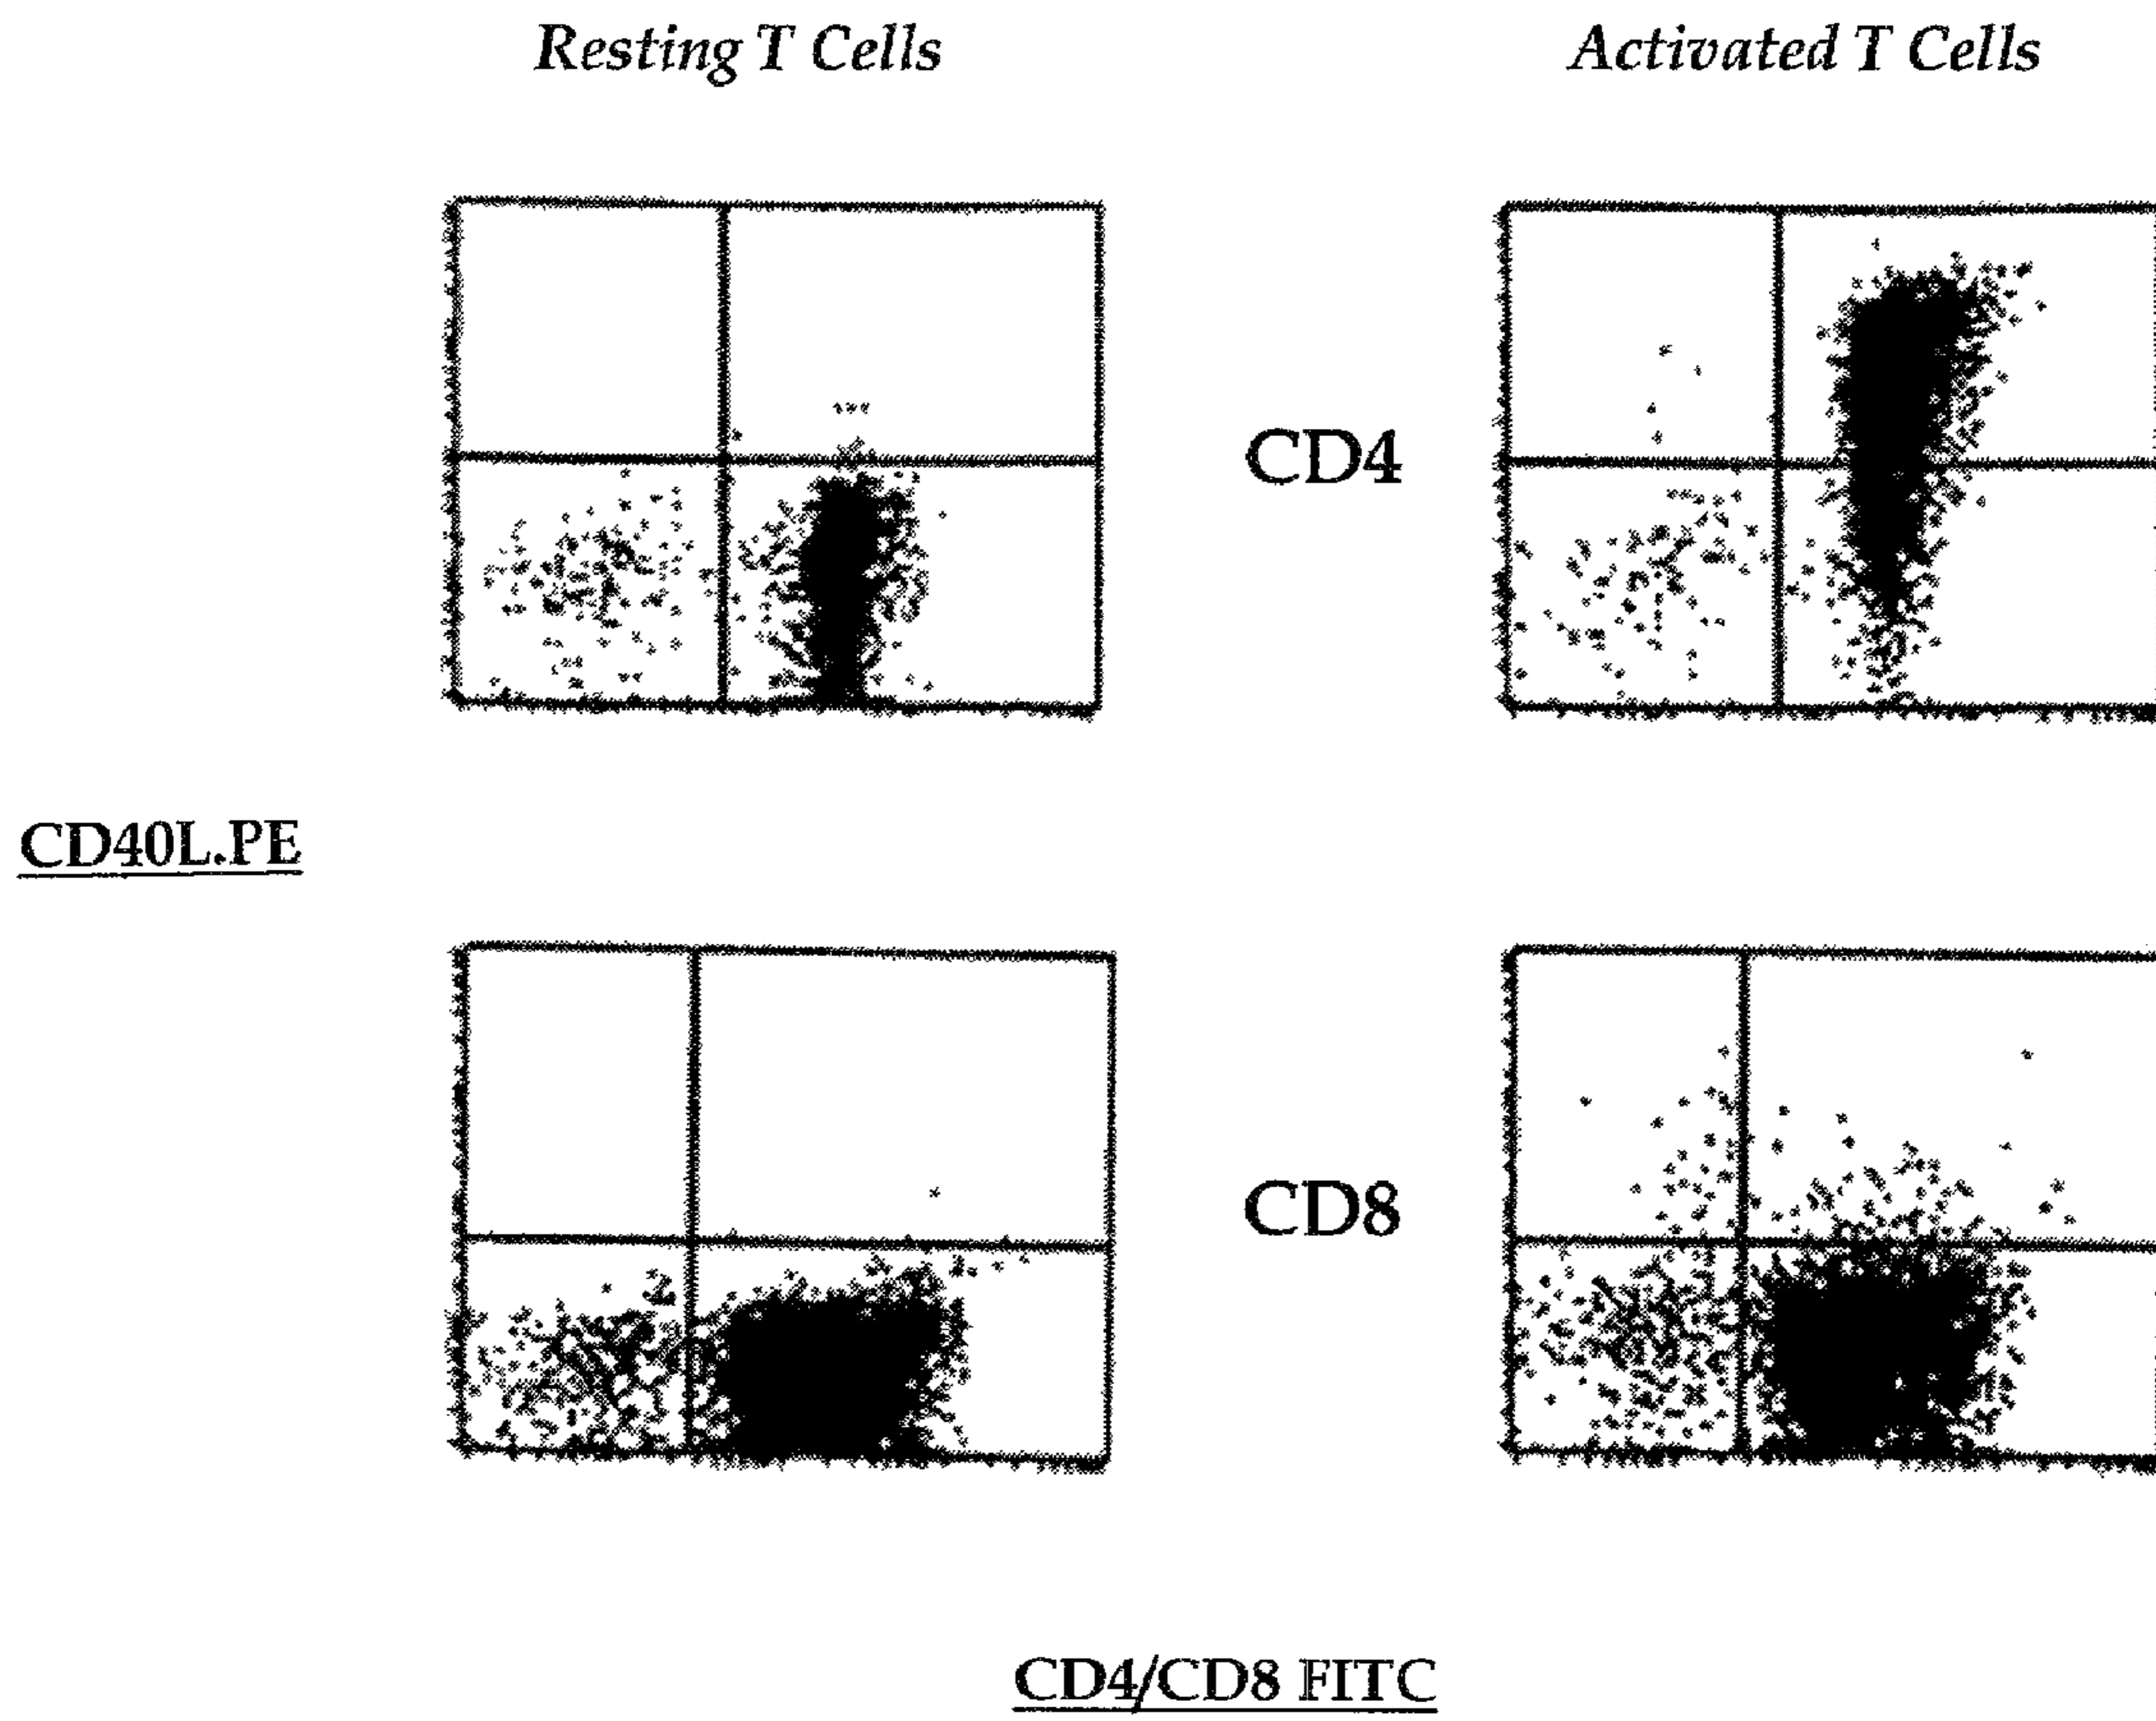 Resting T Cells
Activated T Cells
CD4
CD40L.PE
CD8
CD4/CD8 FITC